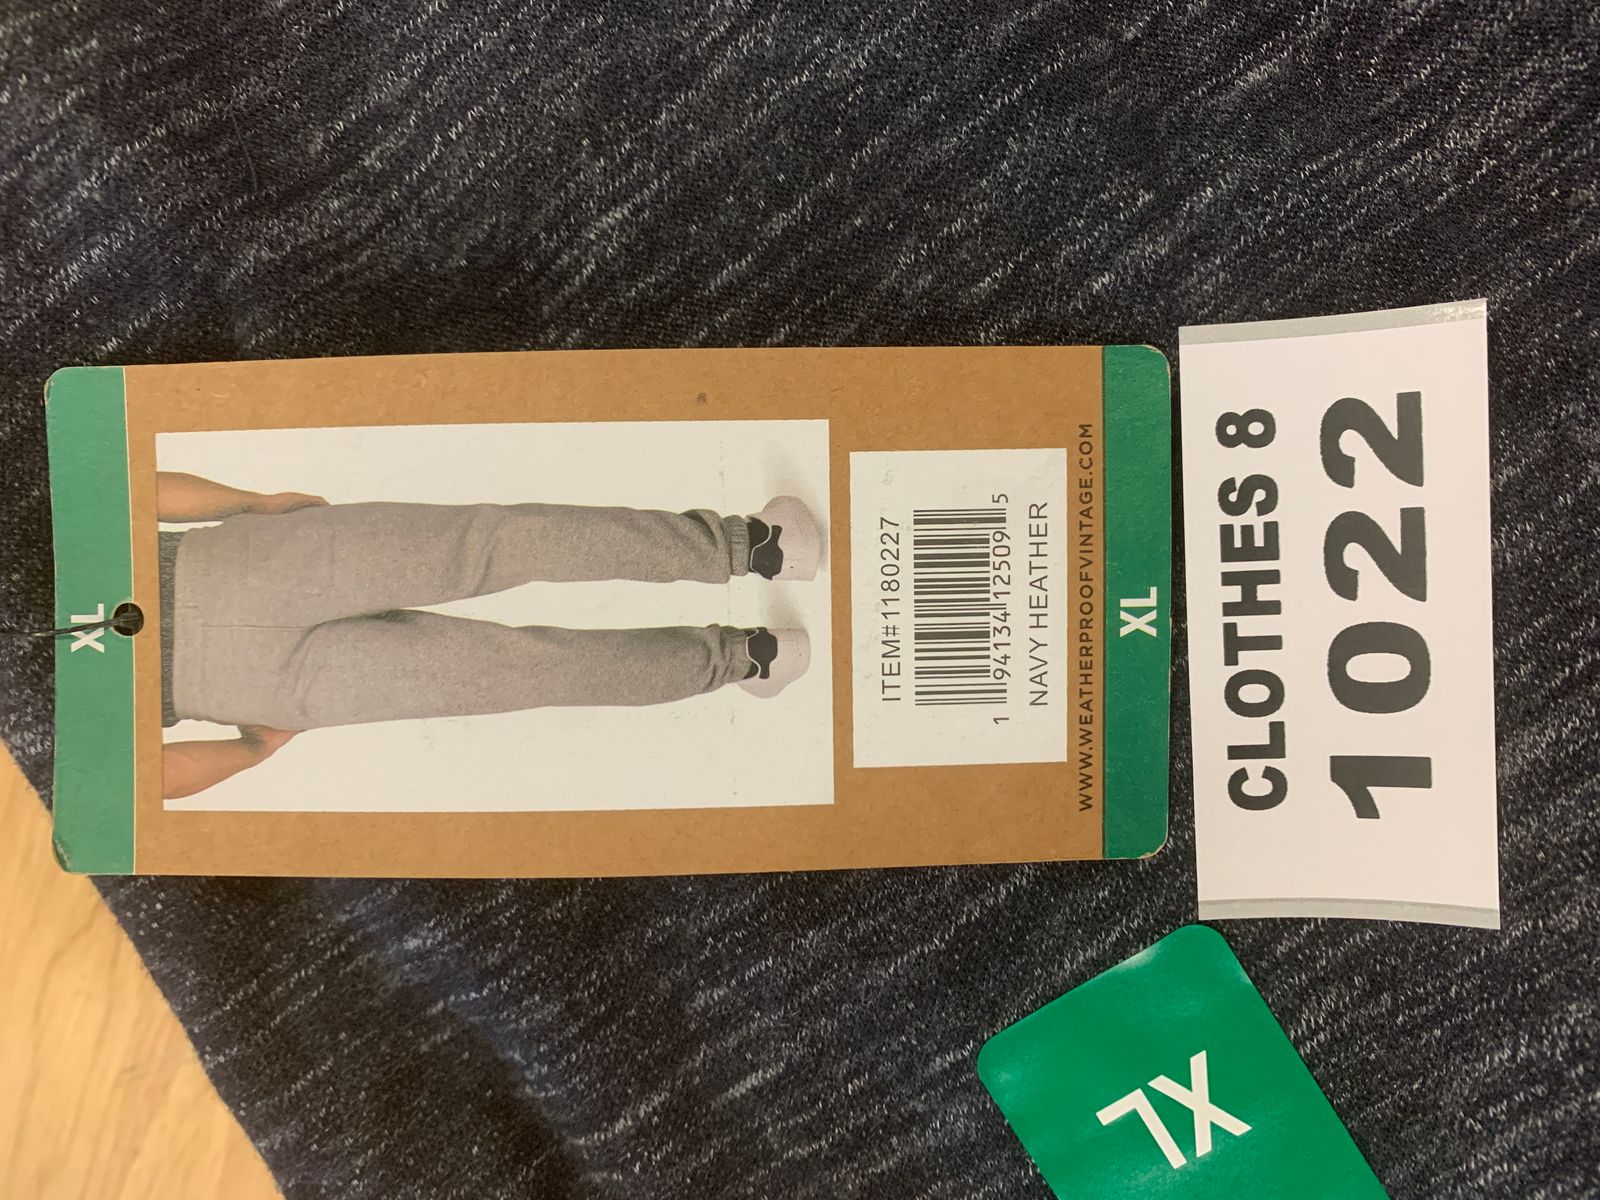 XL
ITEM#1180227
1 94134 12509 5
NAVY HEATHER
WWW.WEATHERPROOFVINTAGE.COM
XL
CLOTHES 8
1022
XL